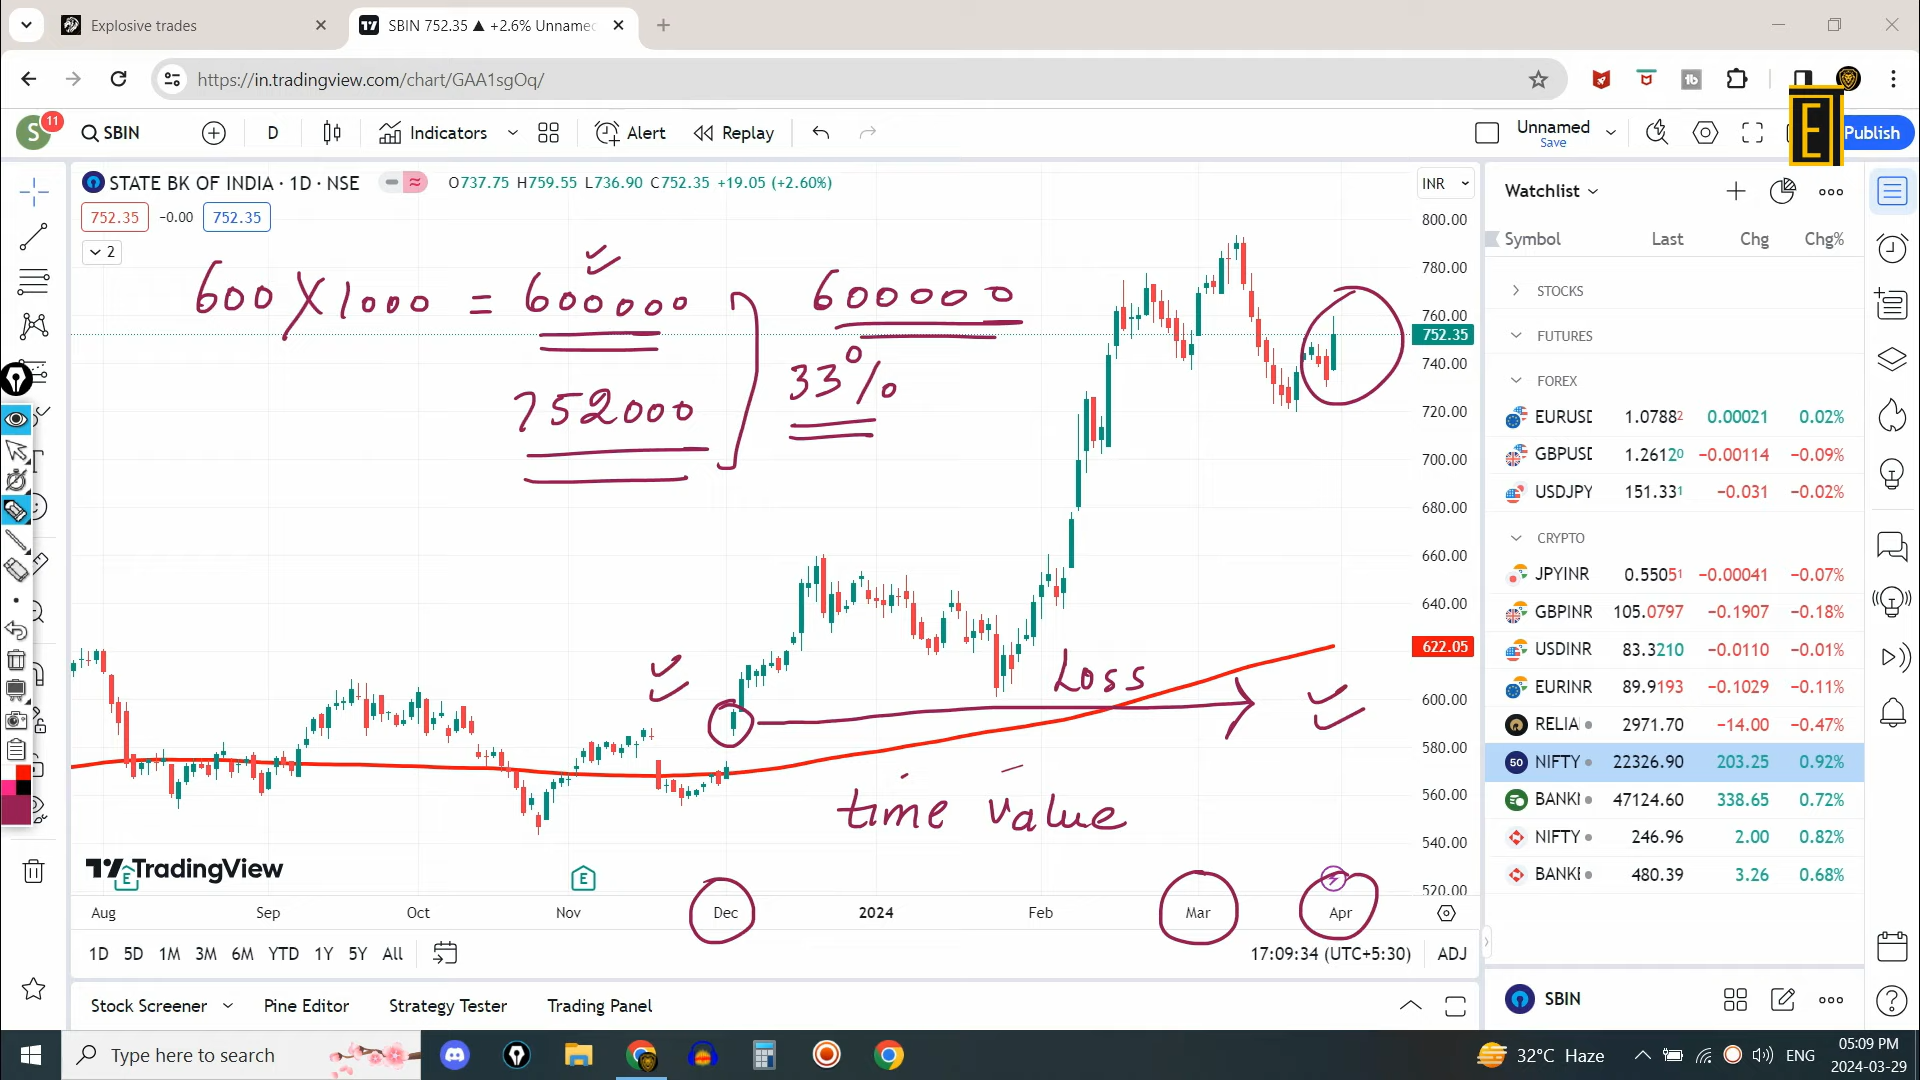 Explosive trades
SBIN 752.35 ▲ +2.6% Unnamed
https://in.tradingview.com/chart/GAA1sgOq/
S 11 SBIN D Indicators Alert Replay Unnamed Save E Publish
STATE BK OF INDIA · 1D · NSE O737.75 H759.55 L736.90 C752.35 +19.05 (+2.60%)
752.35 −0.00 752.35
2
INR
800.00
780.00
760.00
752.35
740.00
720.00
700.00
680.00
660.00
640.00
622.05
600.00
580.00
560.00
540.00
520.00
600 X 1000 = 600000
752000
600000
33%
Loss
time value
TradingView
E E
Aug Sep Oct Nov Dec 2024 Feb Mar Apr
1D 5D 1M 3M 6M YTD 1Y 5Y All 17:09:34 (UTC+5:30) ADJ
Stock Screener Pine Editor Strategy Tester Trading Panel
Watchlist
Symbol Last Chg Chg%
STOCKS
FUTURES
FOREX
EURUSD 1.07882 0.00021 0.02%
GBPUSD 1.26120 −0.00114 −0.09%
USDJPY 151.331 −0.031 −0.02%
CRYPTO
JPYINR 0.55051 −0.00041 −0.07%
GBPINR 105.0797 −0.1907 −0.18%
USDINR 83.3210 −0.0110 −0.01%
EURINR 89.9193 −0.1029 −0.11%
RELIA 2971.70 −14.00 −0.47%
50 NIFTY 22326.90 203.25 0.92%
BANKI 47124.60 338.65 0.72%
NIFTY 246.96 2.00 0.82%
BANKE 480.39 3.26 0.68%
SBIN
Type here to search
32°C Haze ENG 05:09 PM
2024-03-29